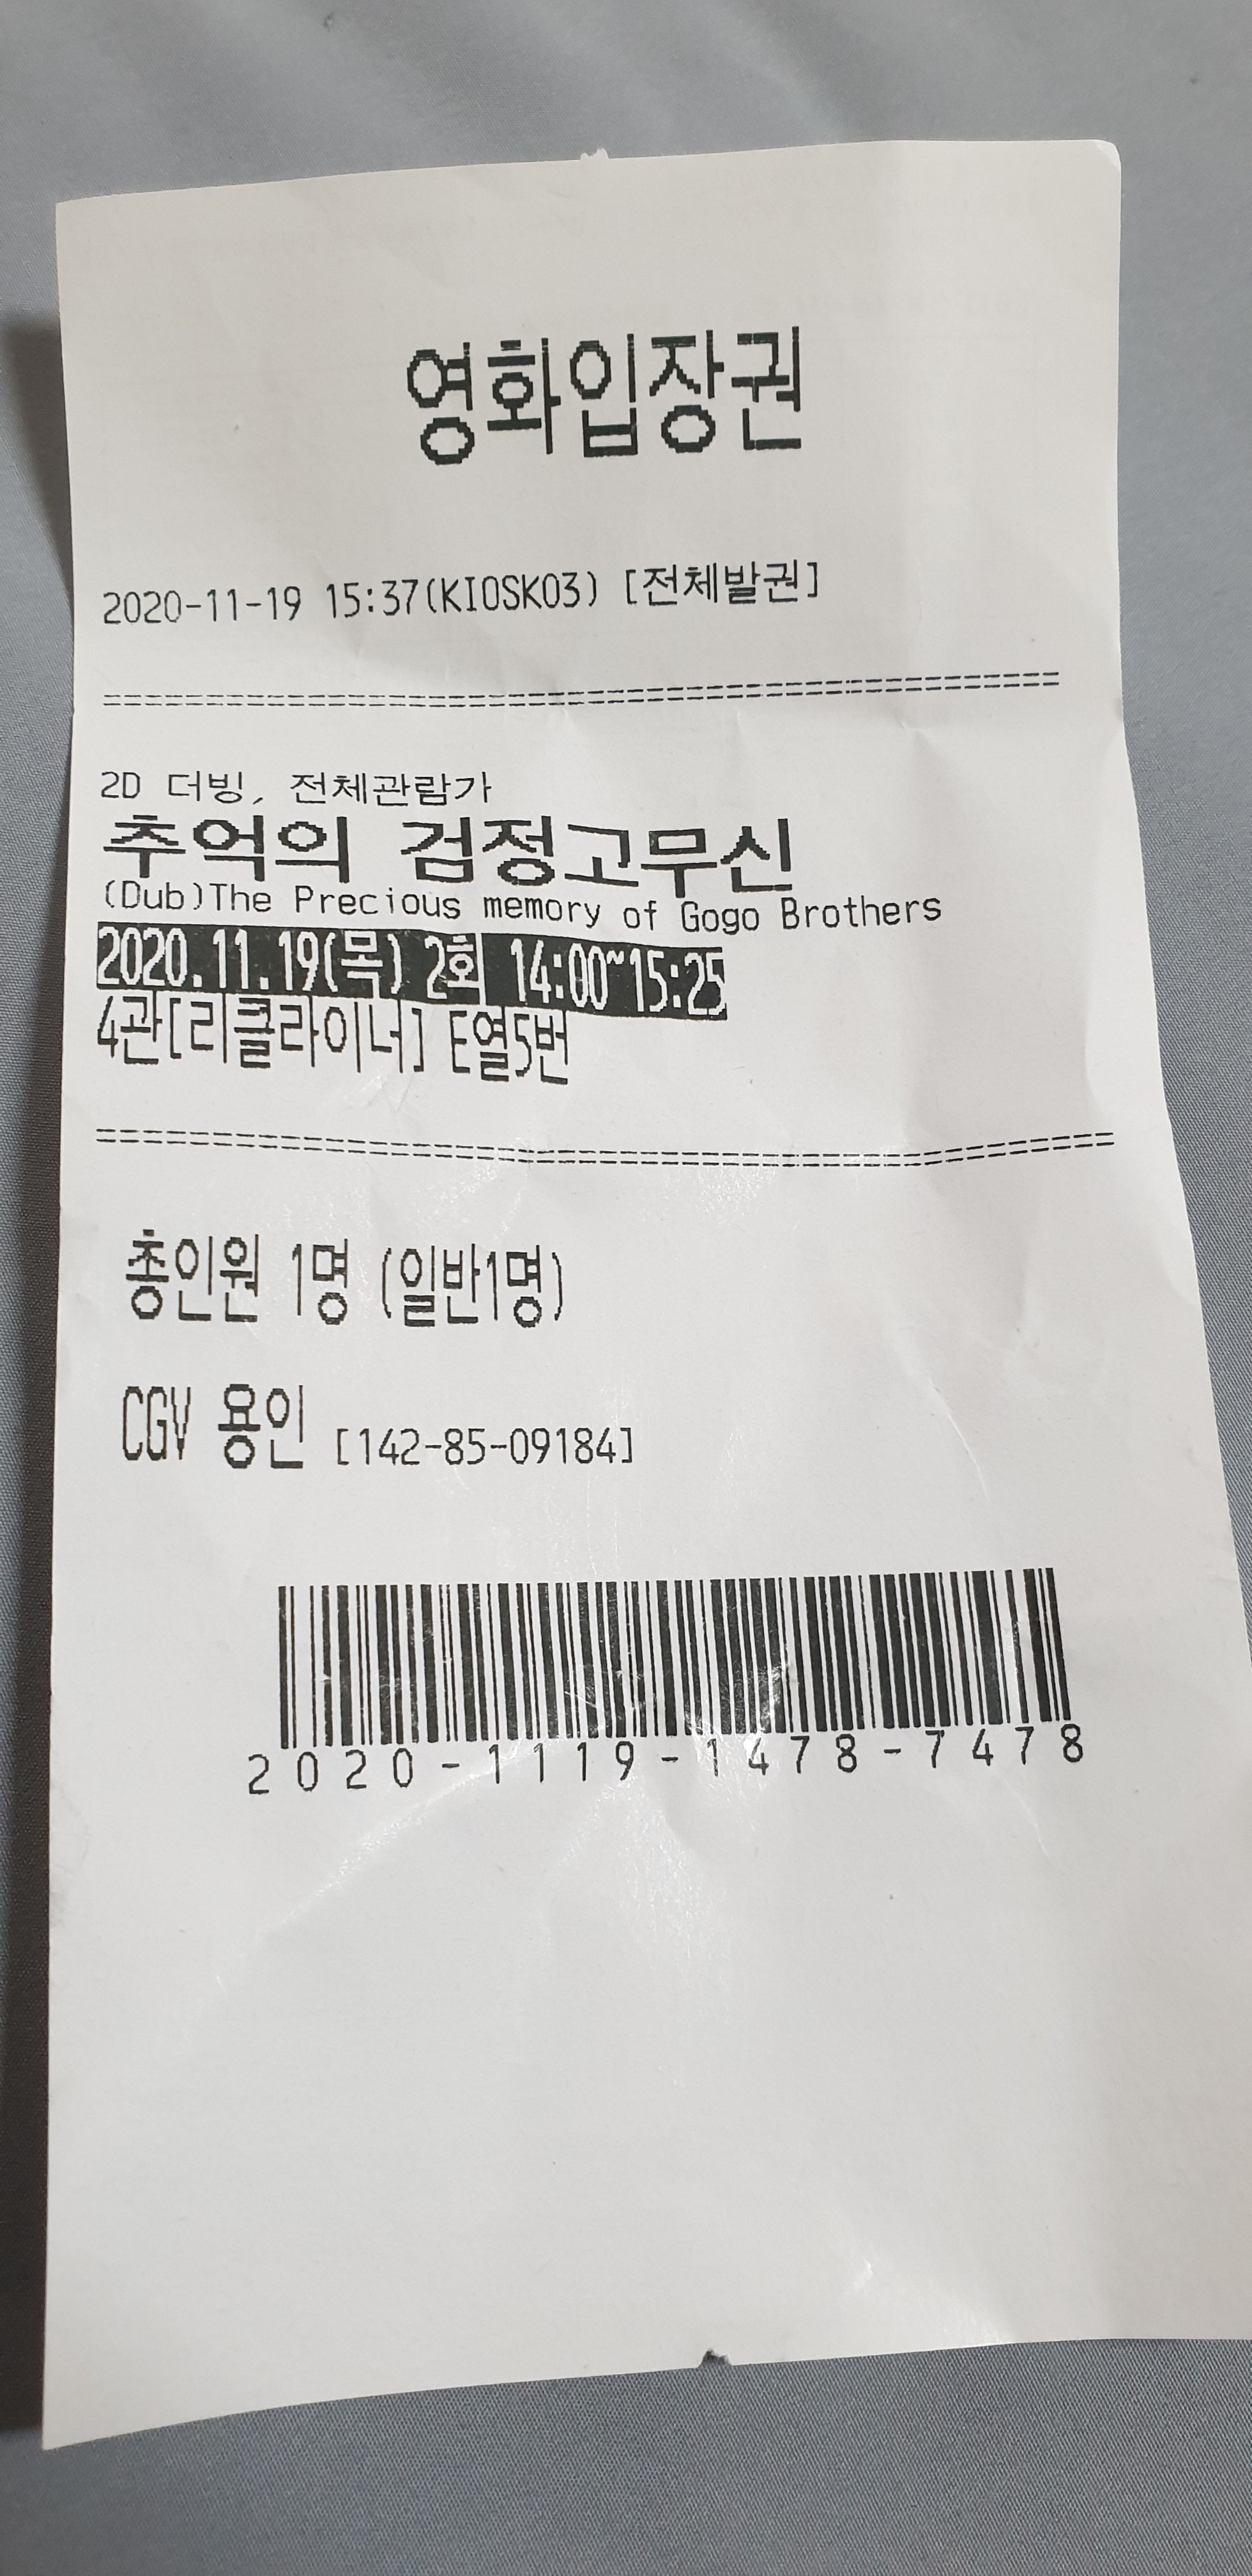 영화입장권
2020-11-19 15:37(KIOSK03) [전체발권]
===============================================
2D 더빙, 전체관람가
추억의 검정고무신
(Dub)The Precious memory of Gogo Brothers
2020.11.19(목) 2회 14:00~15:25
4관[리클라이너] E열5번
===============================================
총인원 1명 (일반1명)
CGV 용인 [142-85-09184]
2020-1119-1478-7478